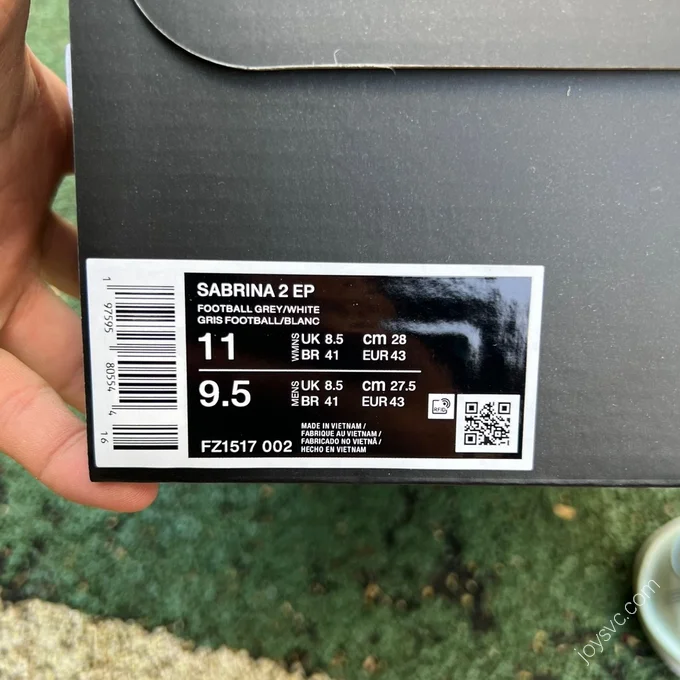 SABRINA 2 EP
FOOTBALL GREY/WHITE
GRIS FOOTBALL/BLANC
11 WMNS UK 8.5 cm 28
BR 41 EUR 43
9.5 MENS UK 8.5 cm 27.5
BR 41 EUR 43
RFID
FZ1517 002
MADE IN VIETNAM /
FABRIQUE AU VIETNAM /
FABRICADO NO VIETNÃ /
HECHO EN VIETNAM
1 97595 80554 4 16
joysvc.com